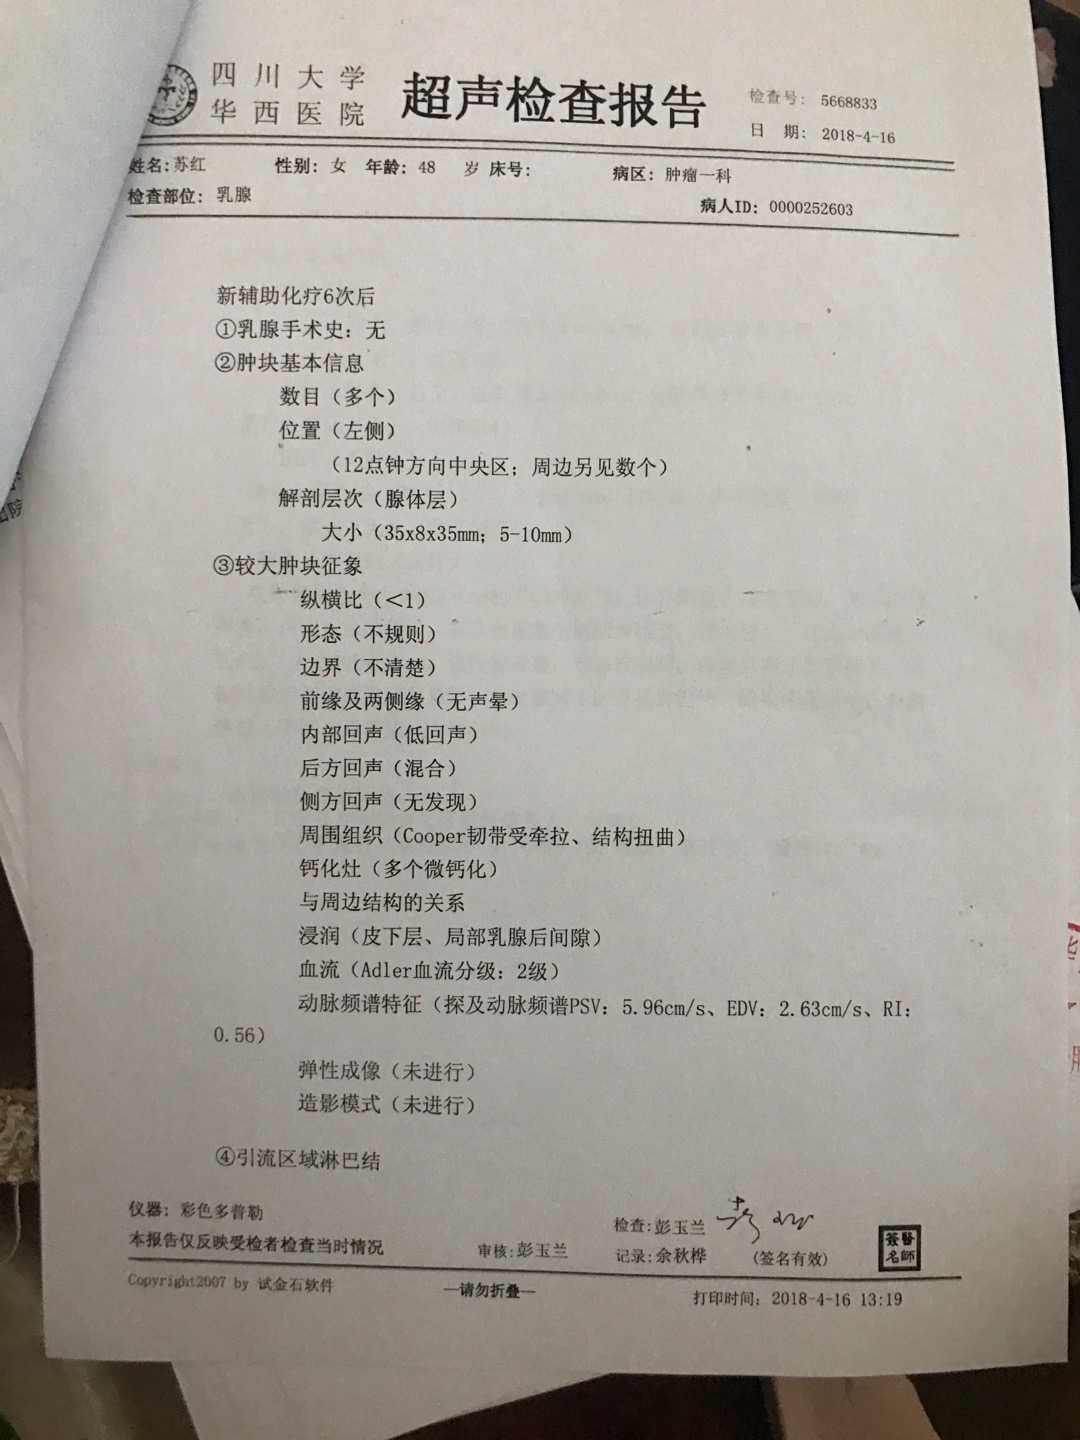 四川大学
华西医院
超声检查报告
检查号: 5668833
日 期: 2018-4-16
姓名:苏红 性别: 女 年龄: 48 岁 床号: 病区: 肿瘤一科
检查部位: 乳腺 病人ID: 0000252603
新辅助化疗6次后
①乳腺手术史: 无
②肿块基本信息
数目(多个)
位置(左侧)
(12点钟方向中央区; 周边另见数个)
解剖层次(腺体层)
大小(35x8x35mm; 5-10mm)
③较大肿块征象
纵横比(<1)
形态(不规则)
边界(不清楚)
前缘及两侧缘(无声晕)
内部回声(低回声)
后方回声(混合)
侧方回声(无发现)
周围组织(Cooper韧带受牵拉、结构扭曲)
钙化灶(多个微钙化)
与周边结构的关系
浸润(皮下层、局部乳腺后间隙)
血流(Adler血流分级: 2级)
动脉频谱特征(探及动脉频谱PSV: 5.96cm/s、EDV: 2.63cm/s、RI:
0.56)
弹性成像(未进行)
造影模式(未进行)
④引流区域淋巴结
仪器: 彩色多普勒 检查:彭玉兰
本报告仅反映受检者检查当时情况 审核:彭玉兰 记录:余秋桦 (签名有效)
簽醫
名師
Copyright2007 by 试金石软件 —请勿折叠— 打印时间: 2018-4-16 13:19